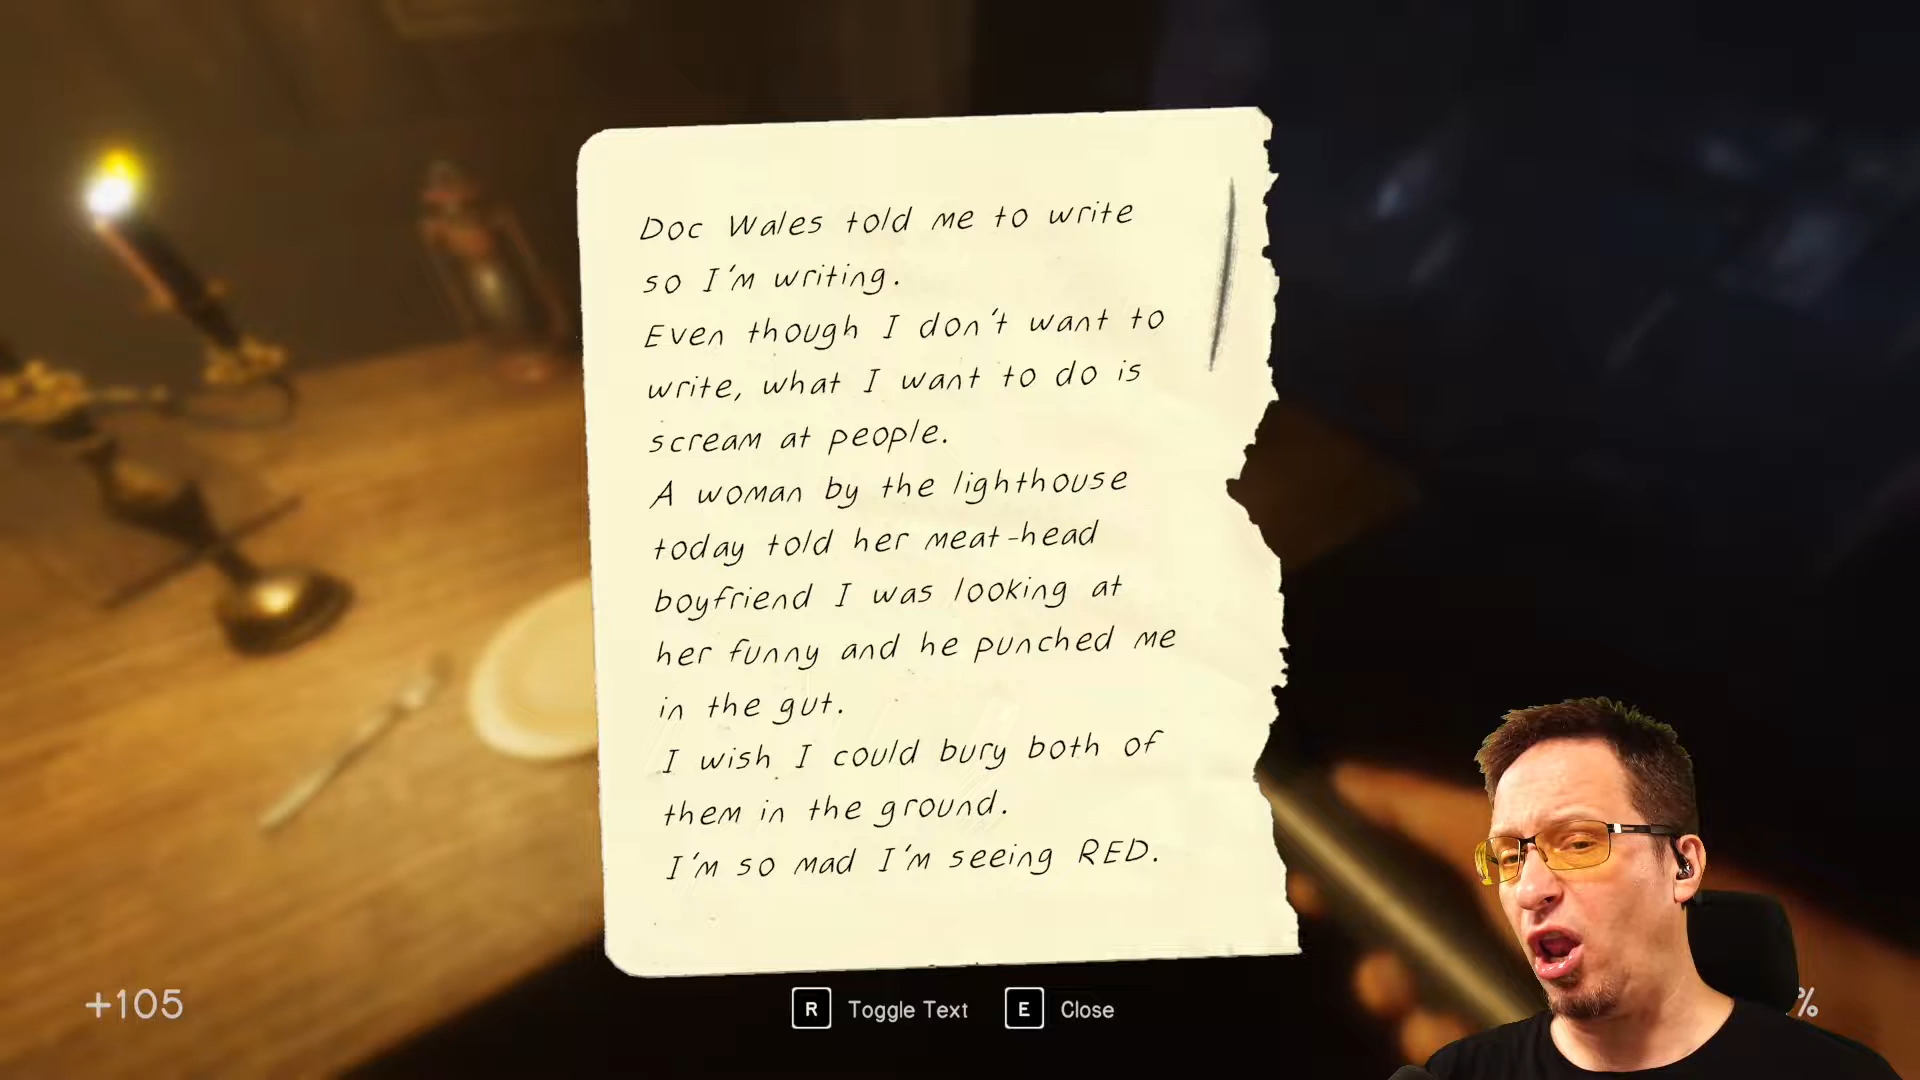 Doc Wales told me to write
so I'm writing.
Even though I don't want to
write, what I want to do is
scream at people.
A woman by the lighthouse
today told her meat-head
boyfriend I was looking at
her funny and he punched me
in the gut.
I wish I could bury both of
them in the ground.
I'm so mad I'm seeing RED.
+105
R Toggle Text E Close
%